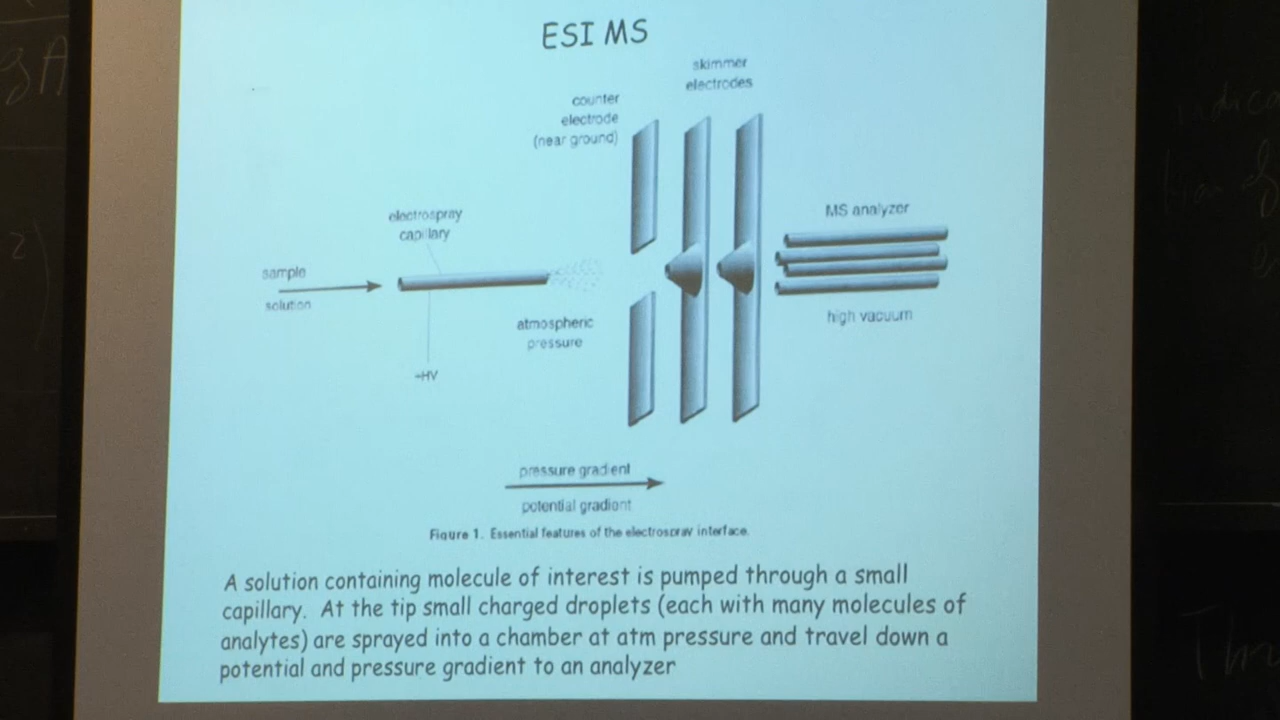 ESI MS
skimmer
electrodes
counter
electrode
(near ground)
electrospray
capillary
MS analyzer
sample
solution
atmospheric
pressure
high vacuum
pressure gradient
potential gradient
Figure 1. Essential features of the electrospray interface.
A solution containing molecule of interest is pumped through a small
capillary. At the tip small charged droplets (each with many molecules of
analytes) are sprayed into a chamber at atm pressure and travel down a
potential and pressure gradient to an analyzer